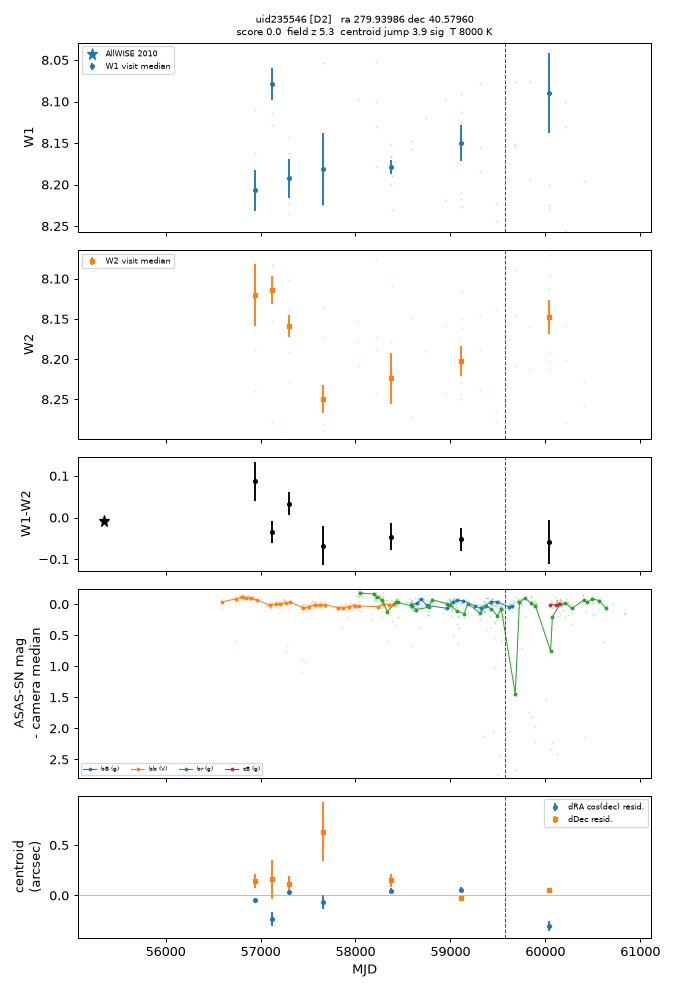 uid235546 [D2]   ra 279.93986 dec 40.57960
score 0.0  field z 5.3  centroid jump 3.9 sig  T 8000 K
AllWISE 2010
W1 visit median
8.05
8.10
8.15
8.20
8.25
W1
W2 visit median
8.10
8.15
8.20
8.25
W2
0.1
0.0
−0.1
W1-W2
0.0
0.5
1.0
1.5
2.0
2.5
ASAS-SN mag
- camera median
(V)
(g)
dRA cos(dec) resid.
dDec resid.
0.5
0.0
centroid
(arcsec)
56000
57000
58000
59000
60000
61000
MJD